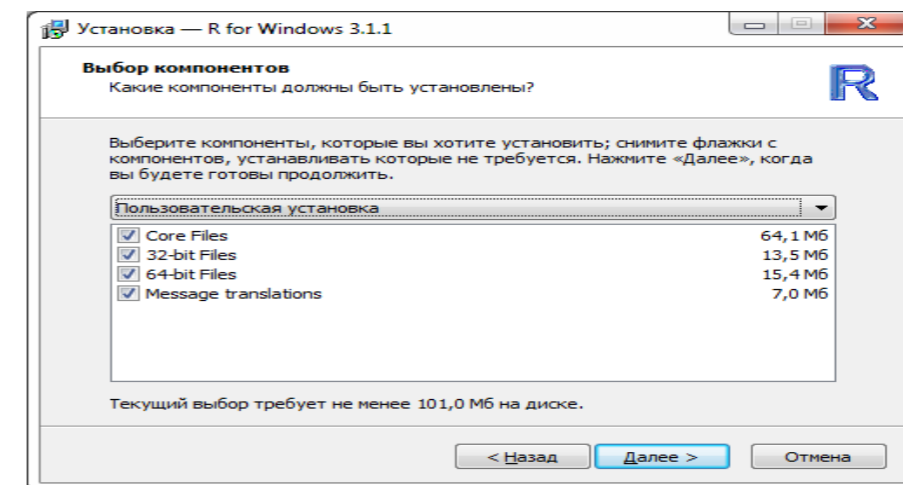 Установка — R for Windows 3.1.1
Выбор компонентов
Какие компоненты должны быть установлены?
R
Выберите компоненты, которые вы хотите установить; снимите флажки с
компонентов, устанавливать которые не требуется. Нажмите «Далее», когда
вы будете готовы продолжить.
Пользовательская установка
Core Files 64,1 Мб
32-bit Files 13,5 Мб
64-bit Files 15,4 Мб
Message translations 7,0 Мб
Текущий выбор требует не менее 101,0 Мб на диске.
< Назад Далее > Отмена